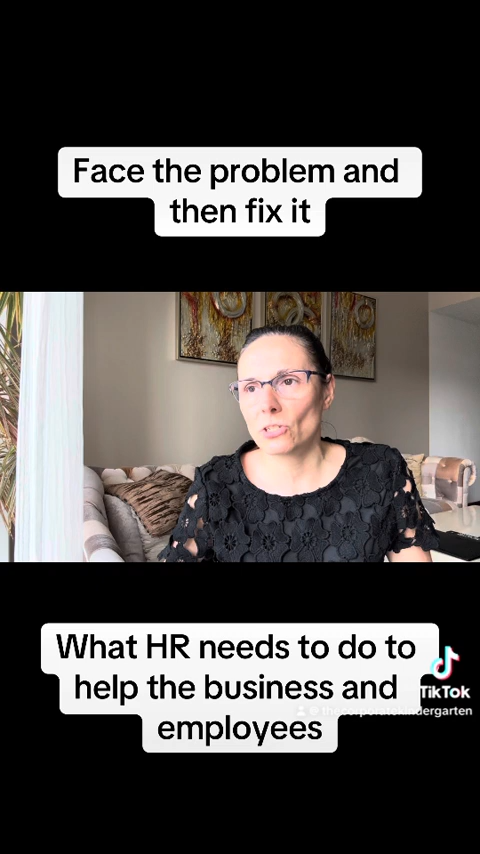 Face the problem and
then fix it
What HR needs to do to
help the business and
employees
TikTok
@thecorporatekindergarten